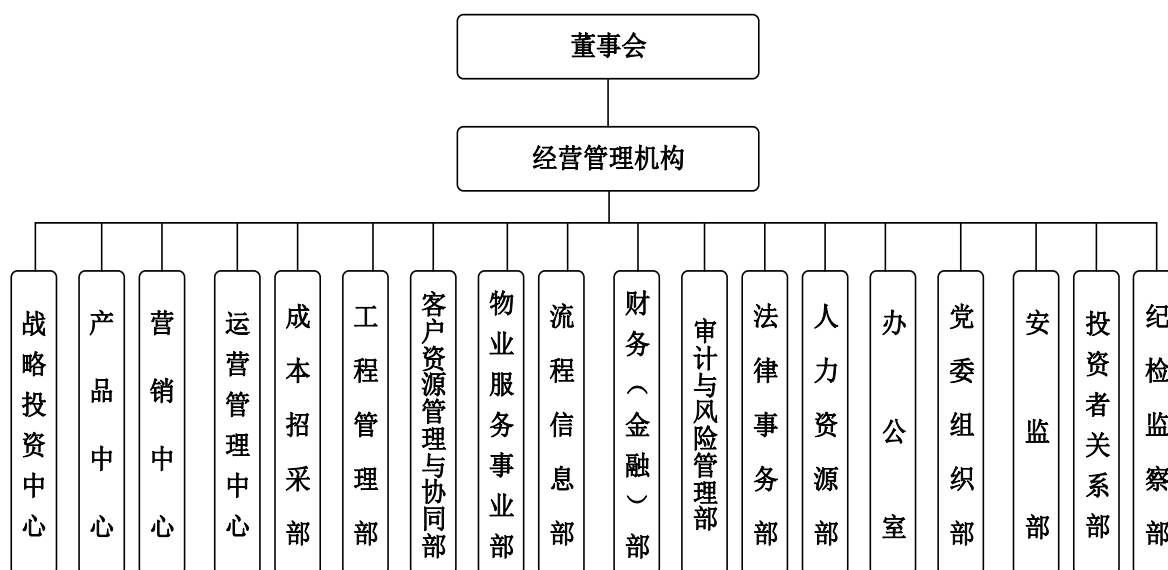 董事会
经营管理机构
战略投资中心
产品中心
营销中心
运营管理中心
成本招采部
工程管理部
客户资源管理与协同部
物业服务事业部
流程信息部
财务（金融）部
审计与风险管理部
法律事务部
人力资源部
办公室
党委组织部
安监部
投资者关系部
纪检监察部